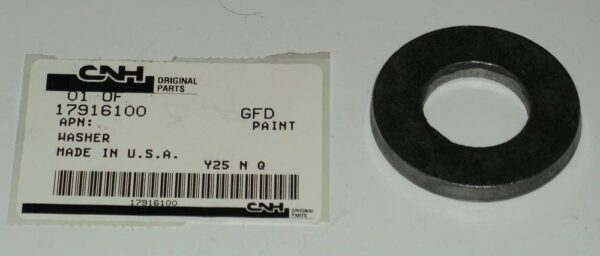 CNH ORIGINAL PARTS
01 OF
17916100 GFD
APN: PAINT
WASHER
MADE IN U.S.A. Y25 N Q
17916100
CNH ORIGINAL PARTS